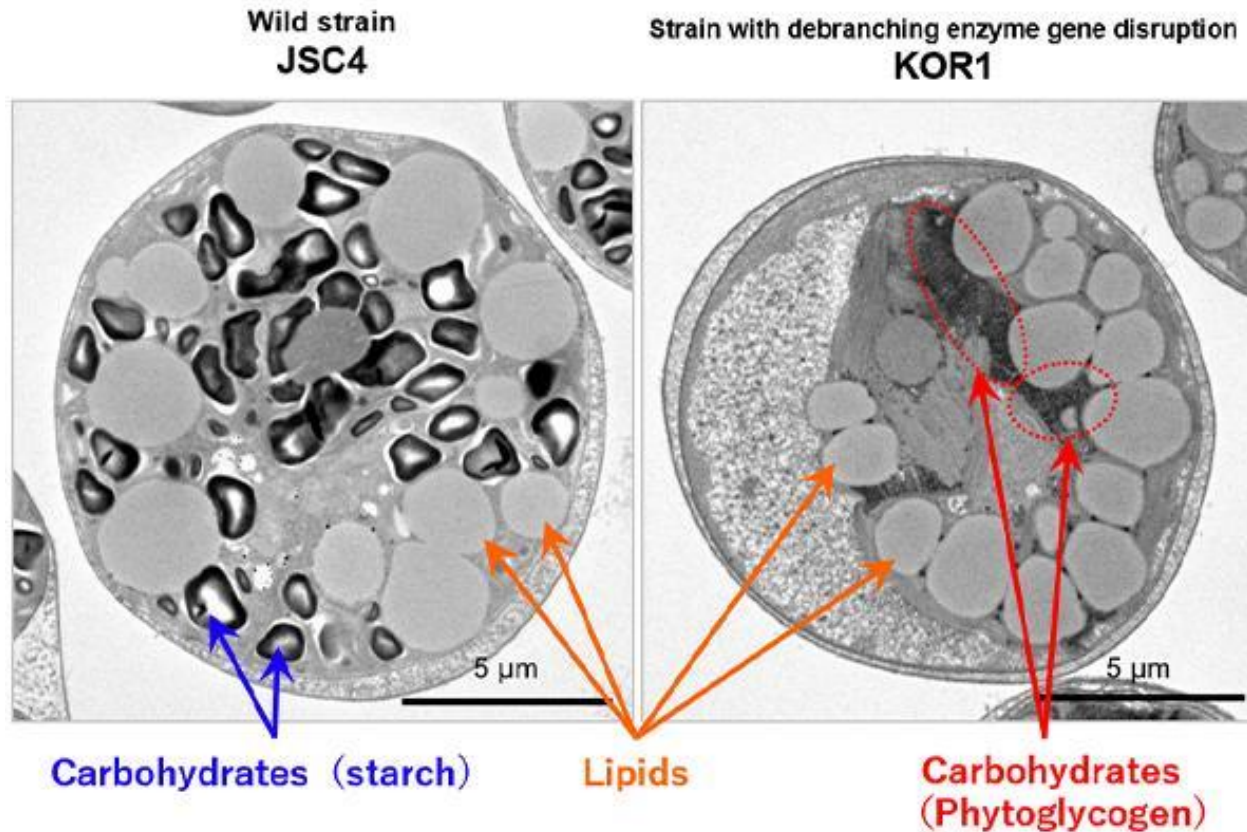 Wild strain
JSC4
Strain with debranching enzyme gene disruption
KOR1
5 μm
5 μm
Carbohydrates（starch）
Lipids
Carbohydrates
（Phytoglycogen）